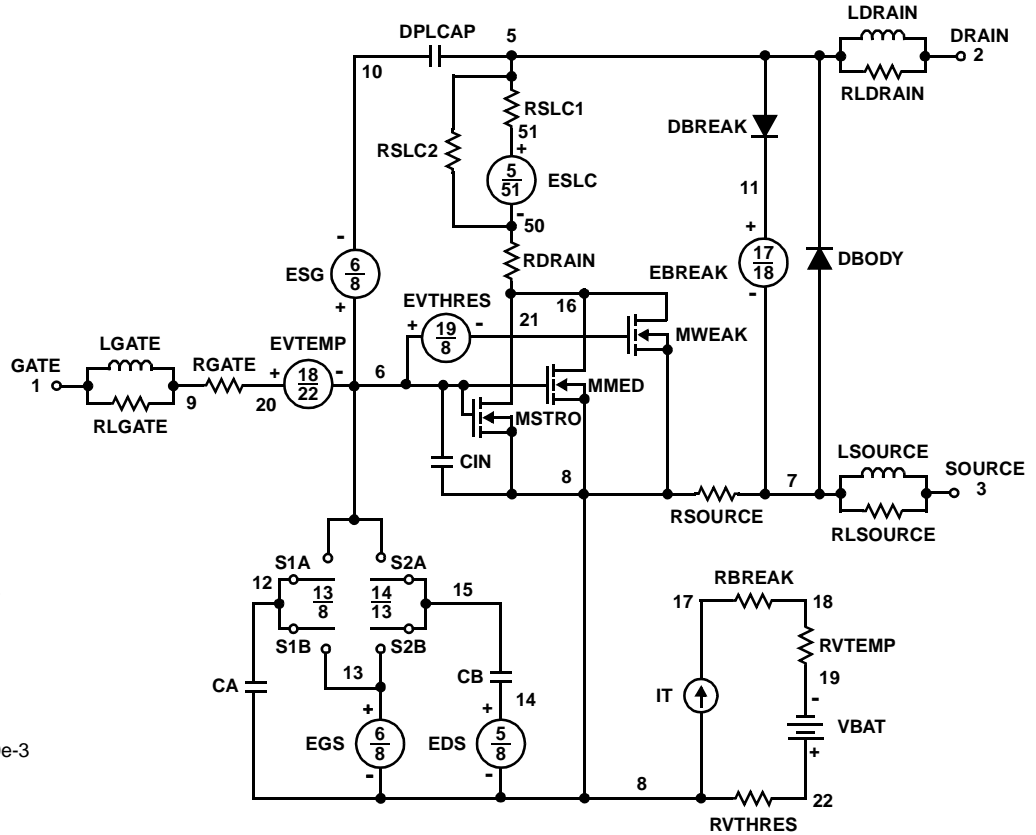 LDRAIN
DPLCAP 5 DRAIN
10 2
RLDRAIN
RSLC1
51
DBREAK
RSLC2
+
5
51
ESLC
11
-
50
-
RDRAIN
+
17
18
EBREAK
DBODY
6
8
ESG
EVTHRES
-
+
16
+ 19
8 -
21
MWEAK
LGATE
EVTEMP
GATE
1
RGATE
+ 18
22 -
6
MMED
9
20
RLGATE
MSTRO
LSOURCE
CIN
8
7
SOURCE
3
RSOURCE
RLSOURCE
S1A S2A
12
13
8
14
13
15
RBREAK
17 18
S1B S2B
RVTEMP
13
CB
19
CA
IT
-
14
+ +
VBAT
EGS 6
8
EDS 5
8
+
e-3
- -
8
22
RVTHRES